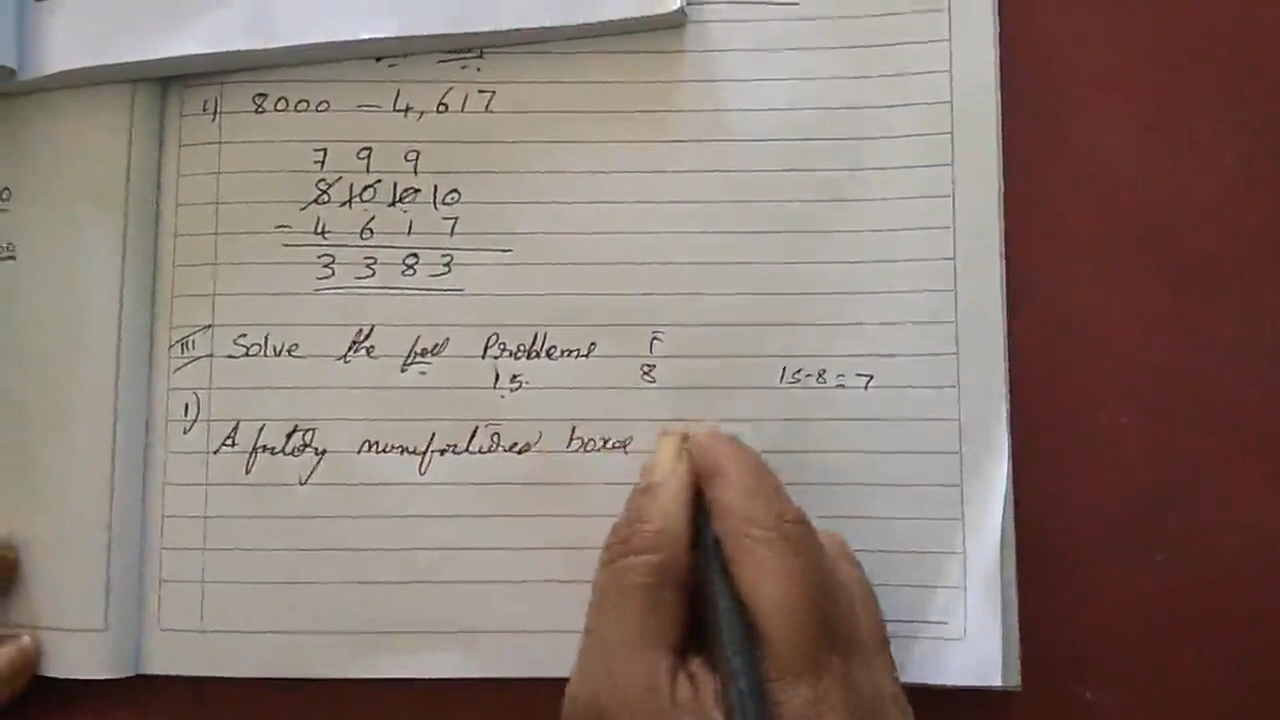 1) 8000 - 4,617
7 9 9
8 10 10 10
- 4 6 1 7
3 3 8 3
III Solve the foll Problems
15 8 15-8=7
1)
A factory manufactures boxes